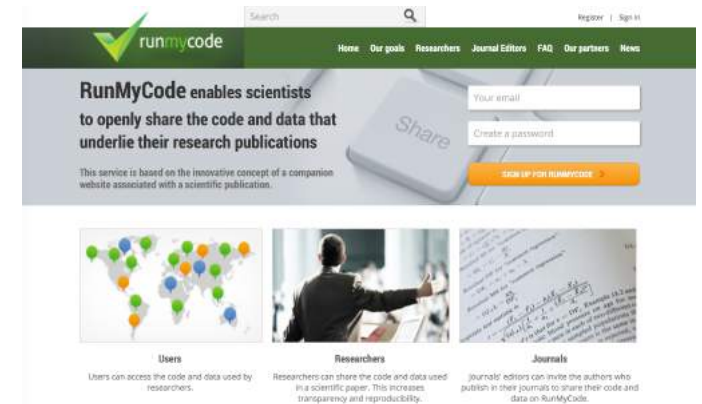 Search
Register | Sign in
runmycode
Home Our goals Researchers Journal Editors FAQ Our partners News
RunMyCode enables scientists
to openly share the code and data that
underlie their research publications
This service is based on the innovative concept of a companion
website associated with a scientific publication.
Share
Your email
Create a password
SIGN UP FOR RUNMYCODE >
Users
Users can access the code and data used by
researchers.
Researchers
Researchers can share the code and data used
in a scientific paper. This increases
transparency and reproducibility.
Journals
Journals' editors can invite the authors who
publish in their journals to share their code and
data on RunMyCode.